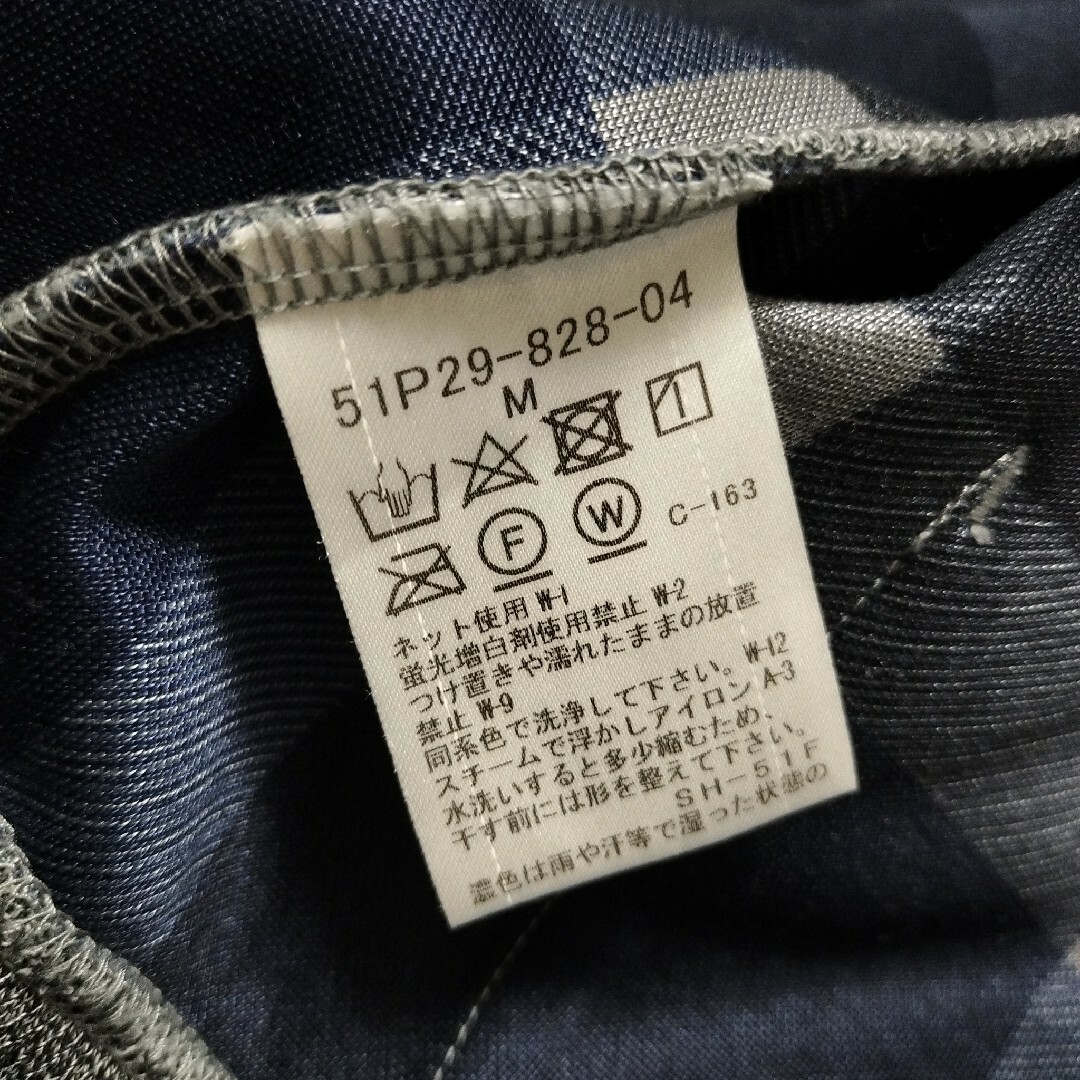 51P29-828-04
M
F
W
C-163
ネット使用 W-1
蛍光増白剤使用禁止 W-2
つけ置きや濡れたままの放置
禁止 W-9
同系色で洗浄して下さい。 W-12
スチームで浮かしアイロン A-3
水洗いすると多少縮むため、
干す前には形を整えて下さい。
SH-51F
濃色は雨や汗等で湿った状態の